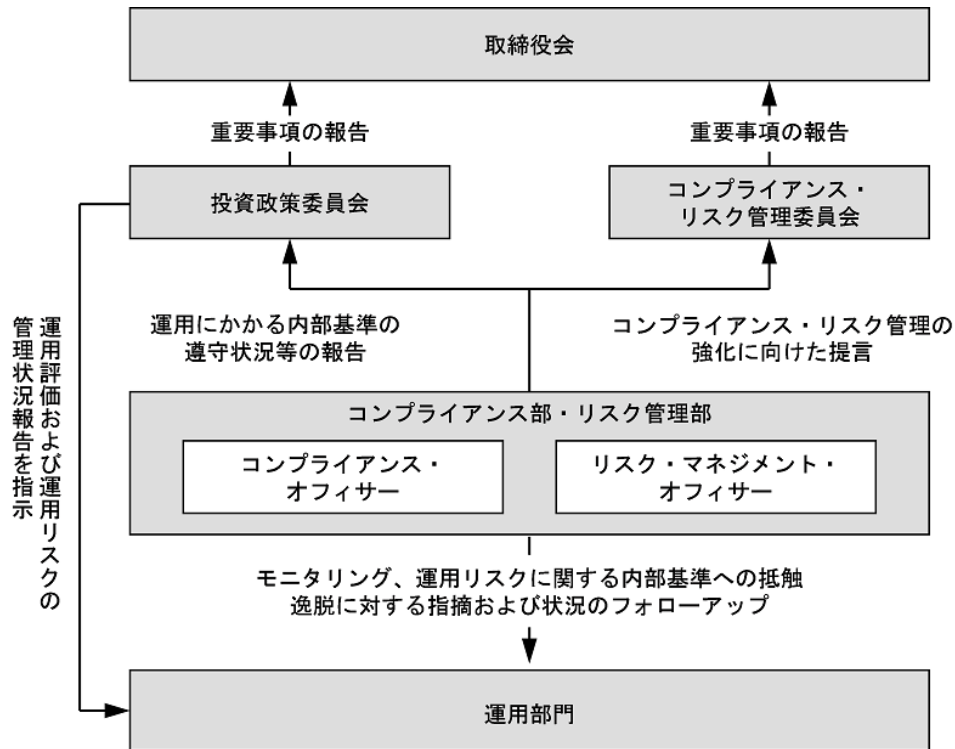 取締役会
重要事項の報告
重要事項の報告
投資政策委員会
コンプライアンス・
リスク管理委員会
運用にかかる内部基準の
遵守状況等の報告
コンプライアンス・リスク管理の
強化に向けた提言
運用評価および運用リスクの
管理状況報告を指示
コンプライアンス部・リスク管理部
コンプライアンス・
オフィサー
リスク・マネジメント・
オフィサー
モニタリング、運用リスクに関する内部基準への抵触
逸脱に対する指摘および状況のフォローアップ
運用部門